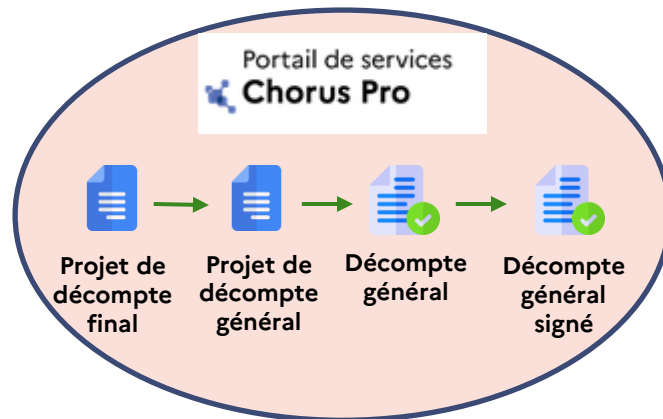 Portail de services
Chorus Pro
Projet de
décompte
final
Projet de
décompte
général
Décompte
général
Décompte
général
signé